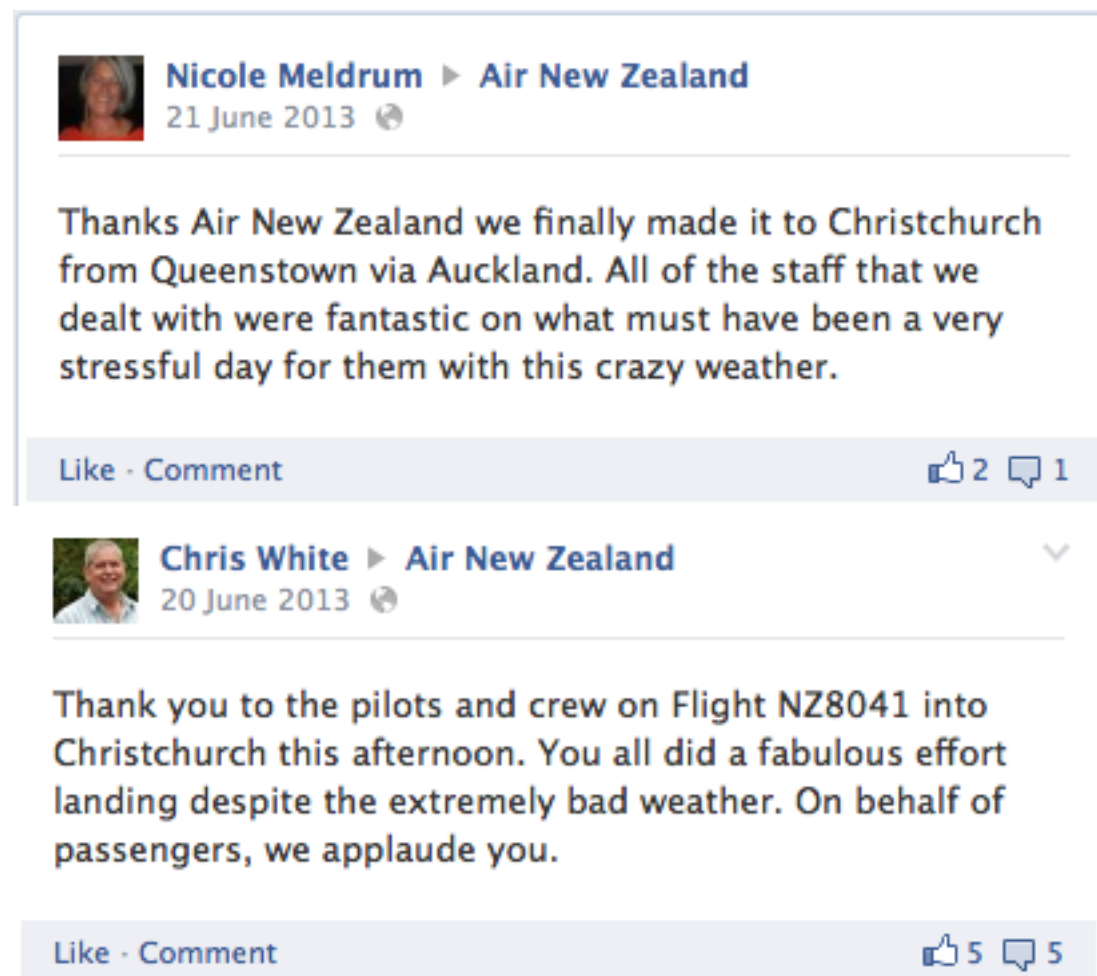 Nicole Meldrum ▶ Air New Zealand
21 June 2013
Thanks Air New Zealand we finally made it to Christchurch
from Queenstown via Auckland. All of the staff that we
dealt with were fantastic on what must have been a very
stressful day for them with this crazy weather.
Like · Comment 2 1
Chris White ▶ Air New Zealand
20 June 2013
Thank you to the pilots and crew on Flight NZ8041 into
Christchurch this afternoon. You all did a fabulous effort
landing despite the extremely bad weather. On behalf of
passengers, we applaude you.
Like · Comment 5 5